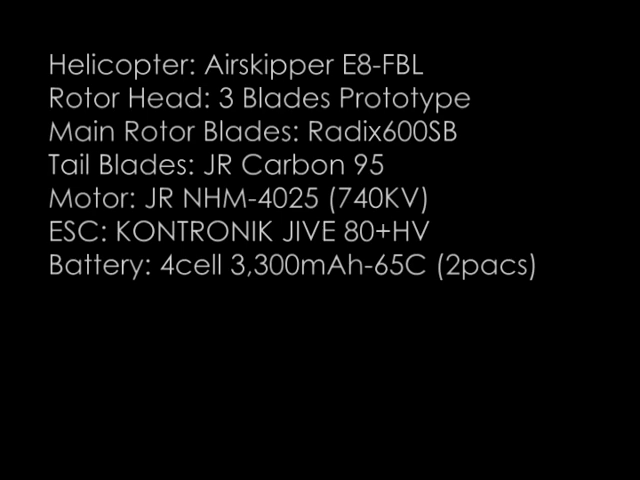 Helicopter: Airskipper E8-FBL
Rotor Head: 3 Blades Prototype
Main Rotor Blades: Radix600SB
Tail Blades: JR Carbon 95
Motor: JR NHM-4025 (740KV)
ESC: KONTRONIK JIVE 80+HV
Battery: 4cell 3,300mAh-65C (2pacs)